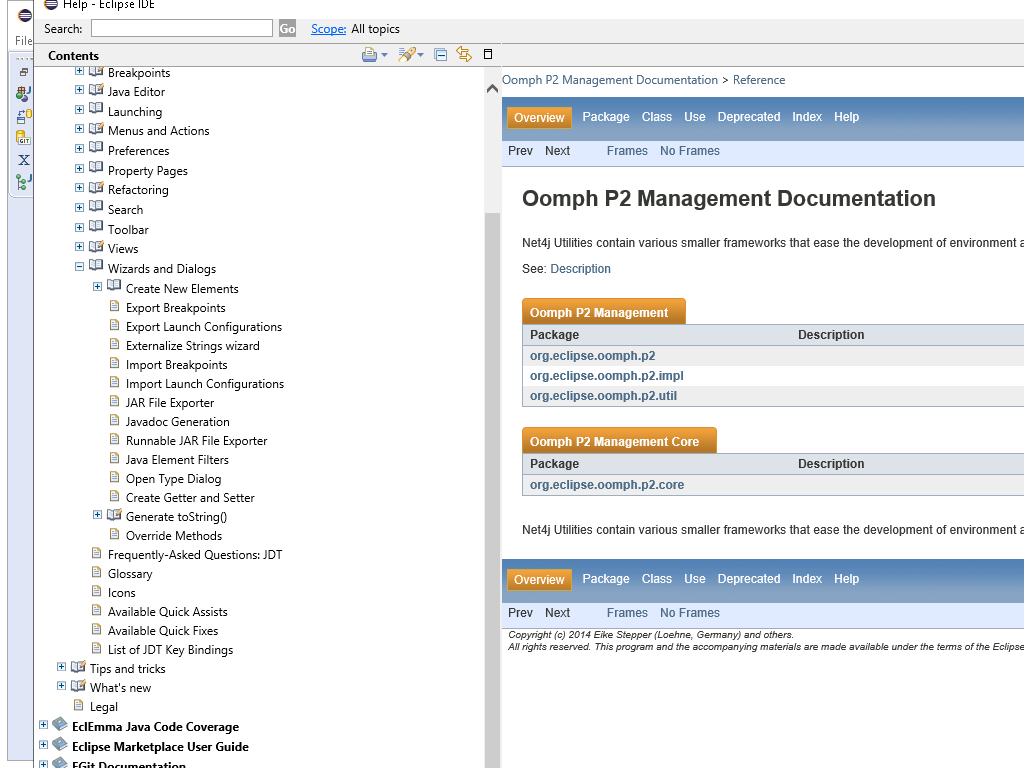 Help - Eclipse IDE
File
Search:
Go
Scope: All topics
Contents
Breakpoints
Java Editor
Launching
Menus and Actions
Preferences
Property Pages
Refactoring
Search
Toolbar
Views
Wizards and Dialogs
Create New Elements
Export Breakpoints
Export Launch Configurations
Externalize Strings wizard
Import Breakpoints
Import Launch Configurations
JAR File Exporter
Javadoc Generation
Runnable JAR File Exporter
Java Element Filters
Open Type Dialog
Create Getter and Setter
Generate toString()
Override Methods
Frequently-Asked Questions: JDT
Glossary
Icons
Available Quick Assists
Available Quick Fixes
List of JDT Key Bindings
Tips and tricks
What's new
Legal
EclEmma Java Code Coverage
Eclipse Marketplace User Guide
EGit Documentation
Oomph P2 Management Documentation > Reference
Overview Package Class Use Deprecated Index Help
Prev Next Frames No Frames
Oomph P2 Management Documentation
Net4j Utilities contain various smaller frameworks that ease the development of environment a
See: Description
Oomph P2 Management
Package Description
org.eclipse.oomph.p2
org.eclipse.oomph.p2.impl
org.eclipse.oomph.p2.util
Oomph P2 Management Core
Package Description
org.eclipse.oomph.p2.core
Net4j Utilities contain various smaller frameworks that ease the development of environment a
Overview Package Class Use Deprecated Index Help
Prev Next Frames No Frames
Copyright (c) 2014 Eike Stepper (Loehne, Germany) and others.
All rights reserved. This program and the accompanying materials are made available under the terms of the Eclipse